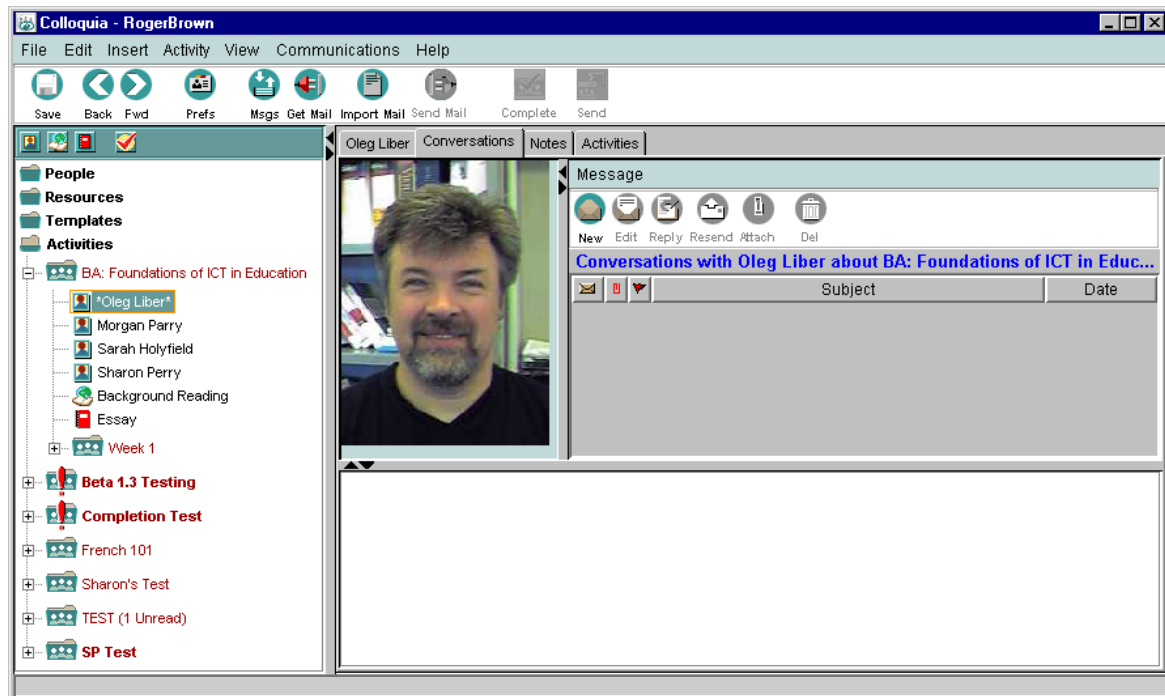 Colloquia - RogerBrown
File Edit Insert Activity View Communications Help
Save Back Fwd Prefs Msgs Get Mail Import Mail Send Mail Complete Send
Oleg Liber Conversations Notes Activities
People
Resources
Templates
Activities
BA: Foundations of ICT in Education
*Oleg Liber*
Morgan Parry
Sarah Holyfield
Sharon Perry
Background Reading
Essay
Week 1
Beta 1.3 Testing
Completion Test
French 101
Sharon's Test
TEST (1 Unread)
SP Test
Message
New Edit Reply Resend Attach Del
Conversations with Oleg Liber about BA: Foundations of ICT in Educ...
Subject Date